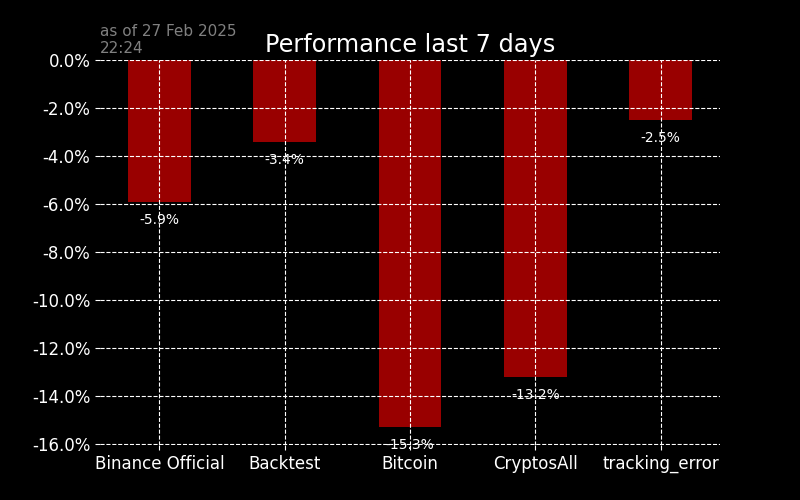 as of 27 Feb 2025
22:24
Performance last 7 days
0.0%
-2.0%
-4.0%
-6.0%
-8.0%
-10.0%
-12.0%
-14.0%
-16.0%
-5.9%
-3.4%
-15.3%
-13.2%
-2.5%
Binance Official
Backtest
Bitcoin
CryptosAll
tracking_error